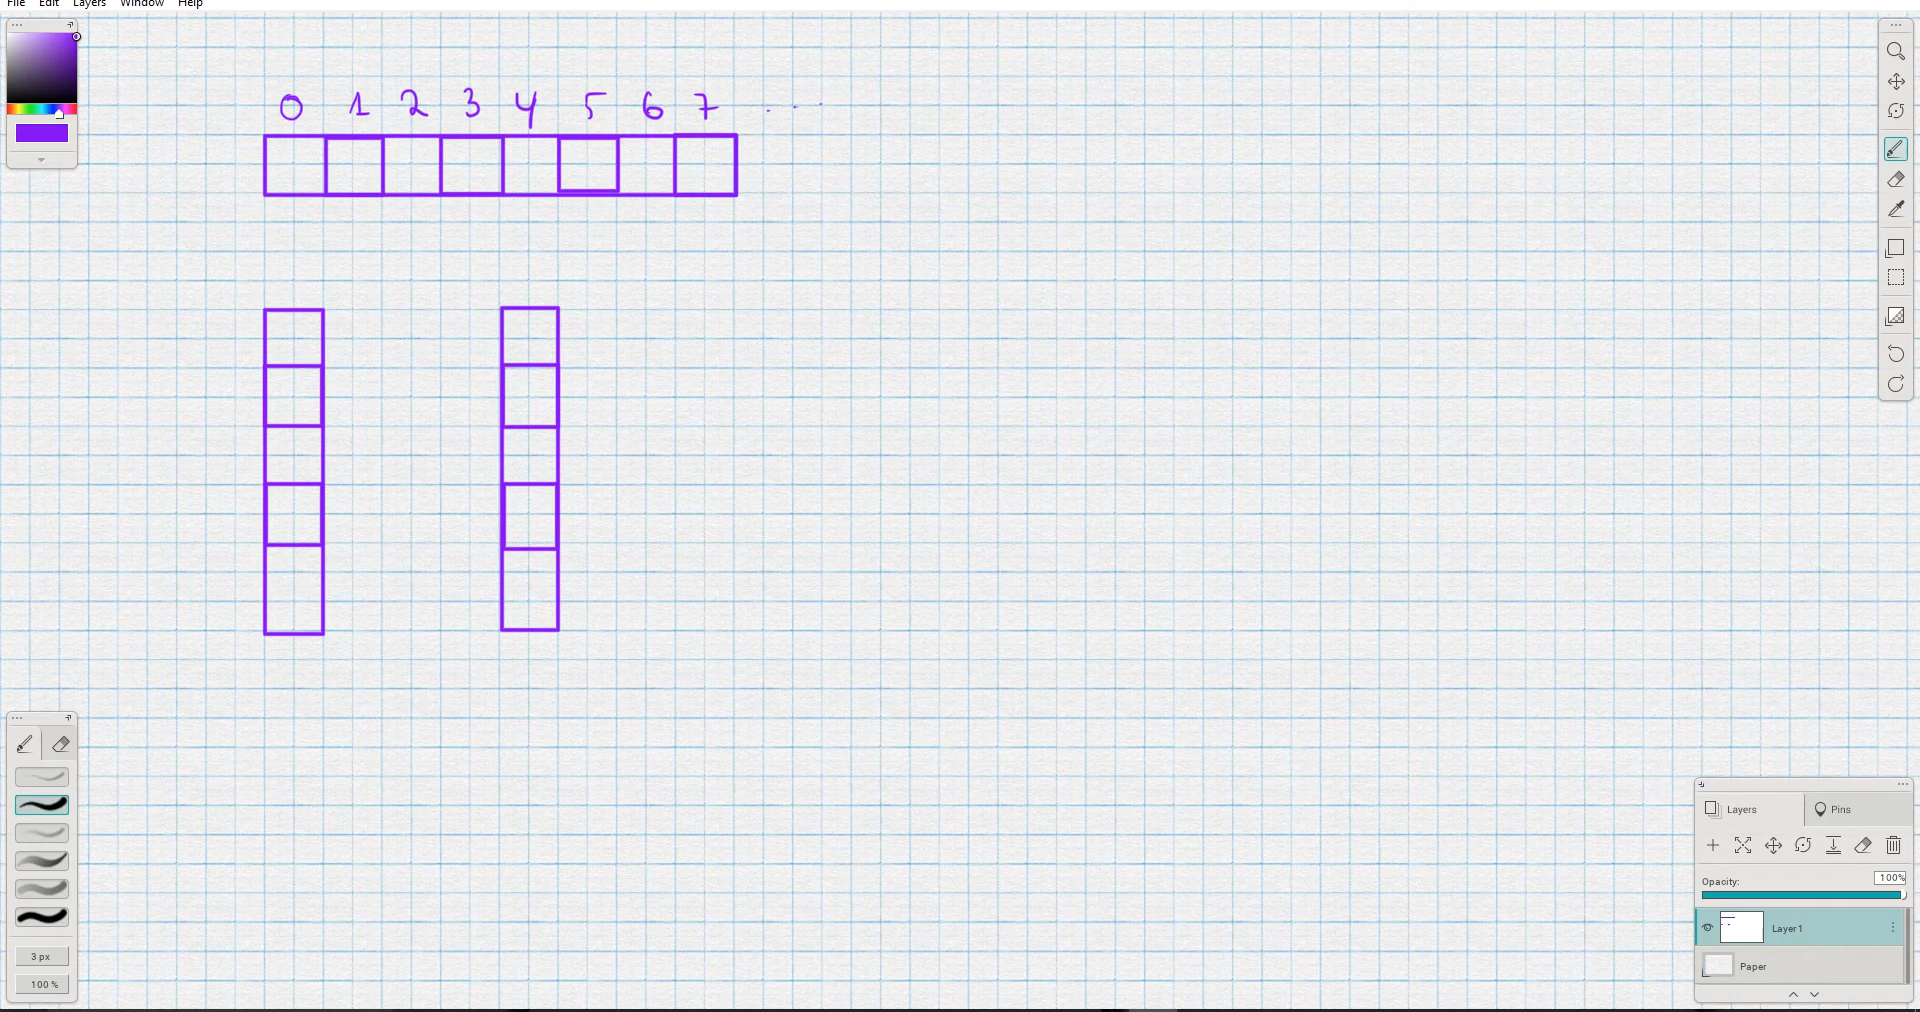 File Edit Layers Window Help
0 1 2 3 4 5 6 7 ...
Layers Pins
Opacity: 100%
Layer 1
Paper
3 px
100 %